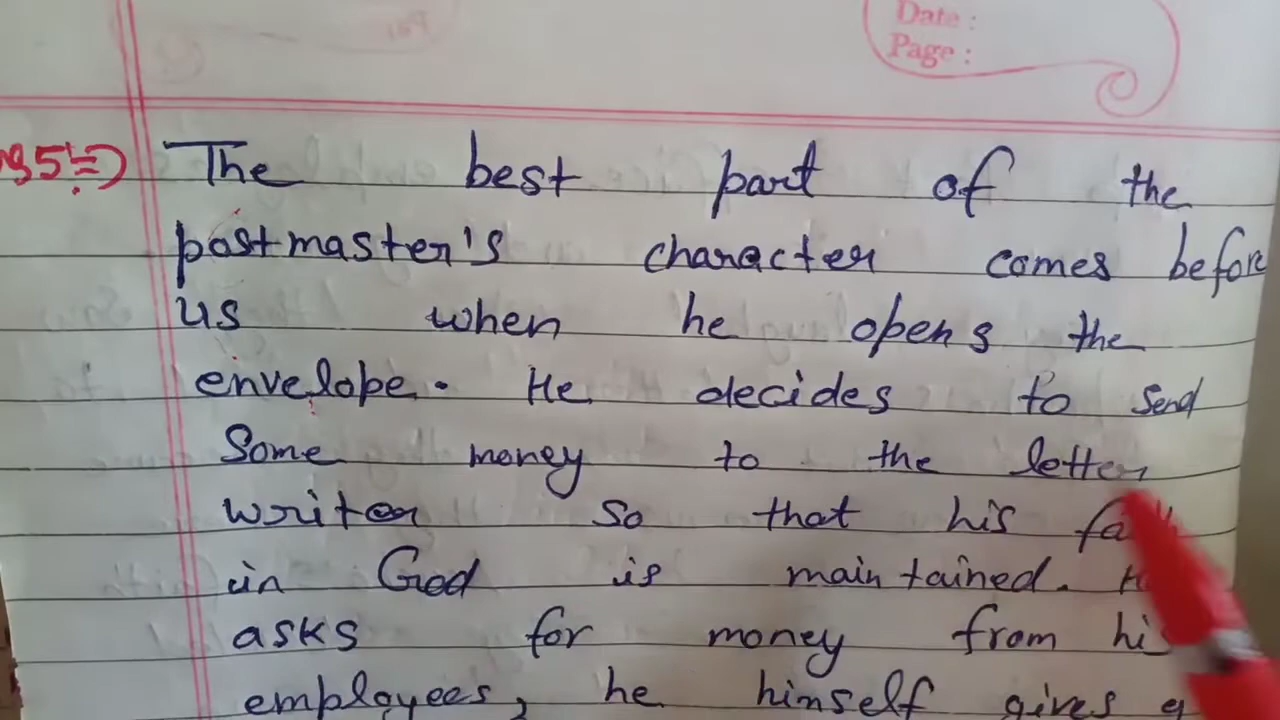 Date :
Page :
The best part of the
postmaster's character comes before
us when he opens the
envelope. He decides to send
Some money to the letter
writer so that his
in God is maintained.
asks for money from his
employees, he himself gives a